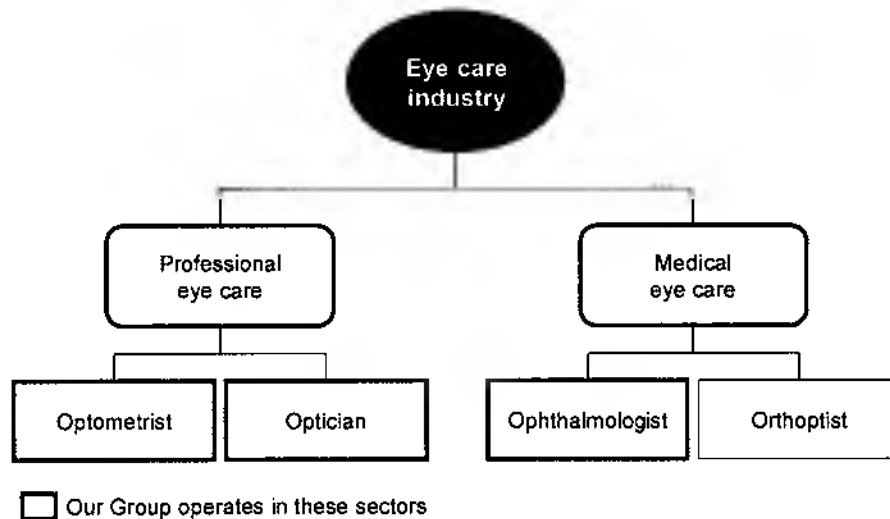 Eye care
industry
Professional
eye care
Medical
eye care
Optometrist
Optician
Ophthalmologist
Orthoptist
Our Group operates in these sectors